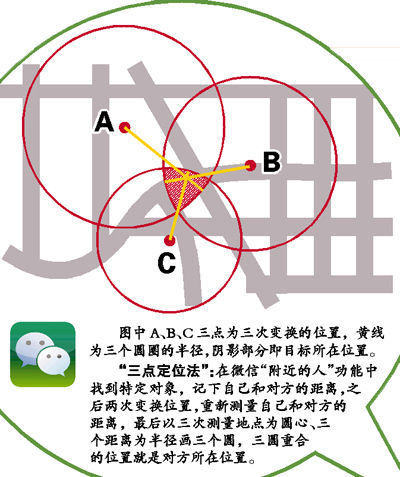 A
B
C
图中A、B、C三点为三次变换的位置，黄线
为三个圆圈的半径，阴影部分即目标所在位置。
“三点定位法”：在微信“附近的人”功能中
找到特定对象，记下自己和对方的距离，之
后两次变换位置，重新测量自己和对方的
距离，最后以三次测量地点为圆心、三
个距离为半径画三个圆，三圆重合
的位置就是对方所在位置。